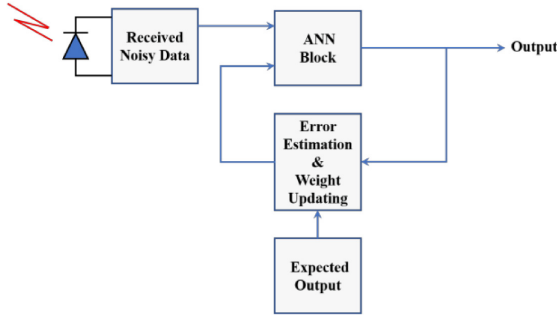 Received
Noisy Data
ANN
Block
Output
Error
Estimation
&
Weight
Updating
Expected
Output